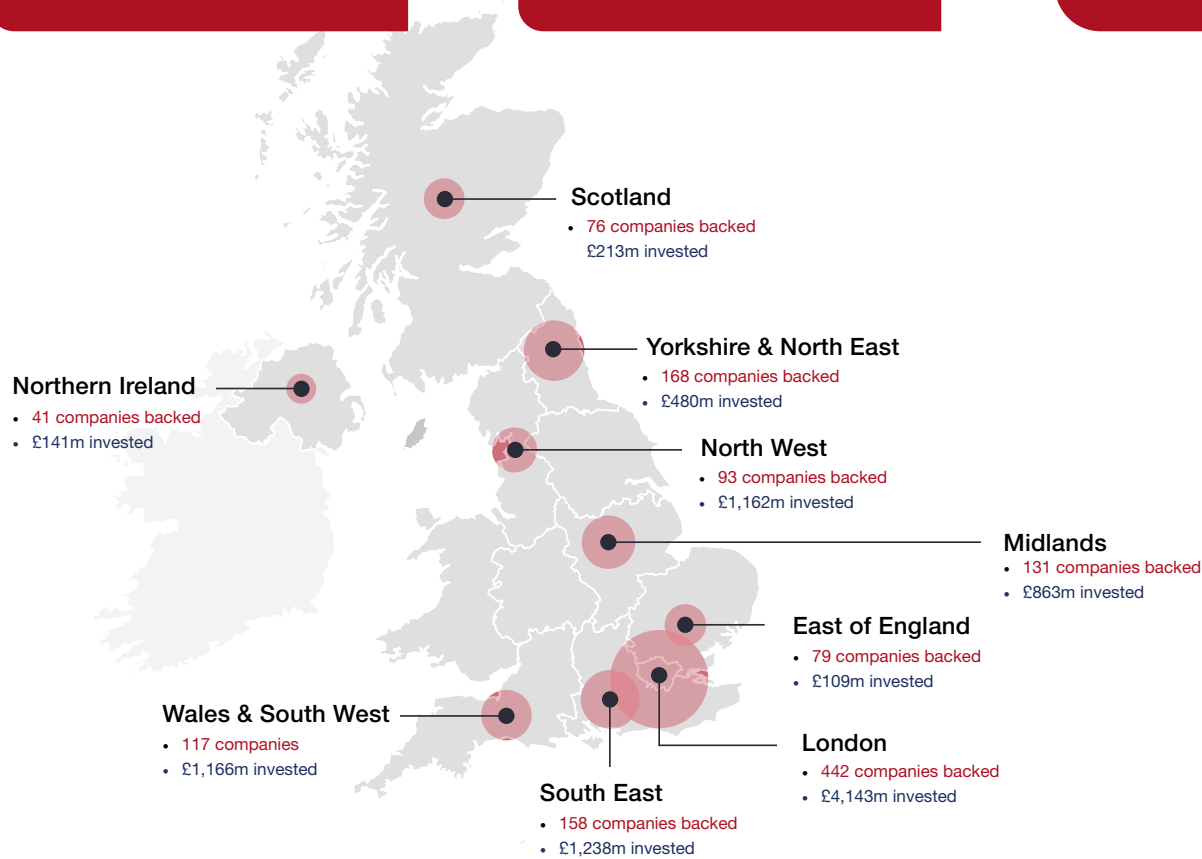 Scotland
• 76 companies backed
£213m invested
Yorkshire & North East
• 168 companies backed
• £480m invested
Northern Ireland
• 41 companies backed
• £141m invested
North West
• 93 companies backed
• £1,162m invested
Midlands
• 131 companies backed
• £863m invested
East of England
• 79 companies backed
• £109m invested
Wales & South West
• 117 companies
• £1,166m invested
London
• 442 companies backed
• £4,143m invested
South East
• 158 companies backed
• £1,238m invested